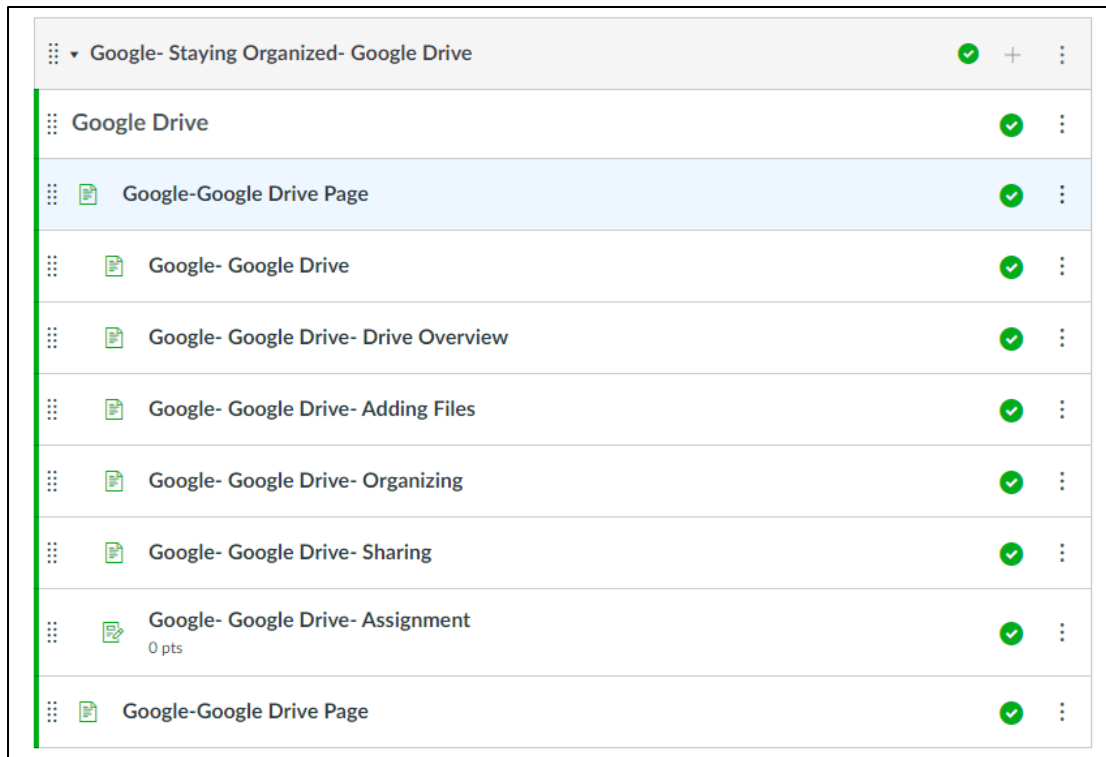 Google- Staying Organized- Google Drive
Google Drive
Google-Google Drive Page
Google- Google Drive
Google- Google Drive- Drive Overview
Google- Google Drive- Adding Files
Google- Google Drive- Organizing
Google- Google Drive- Sharing
Google- Google Drive- Assignment
0 pts
Google-Google Drive Page